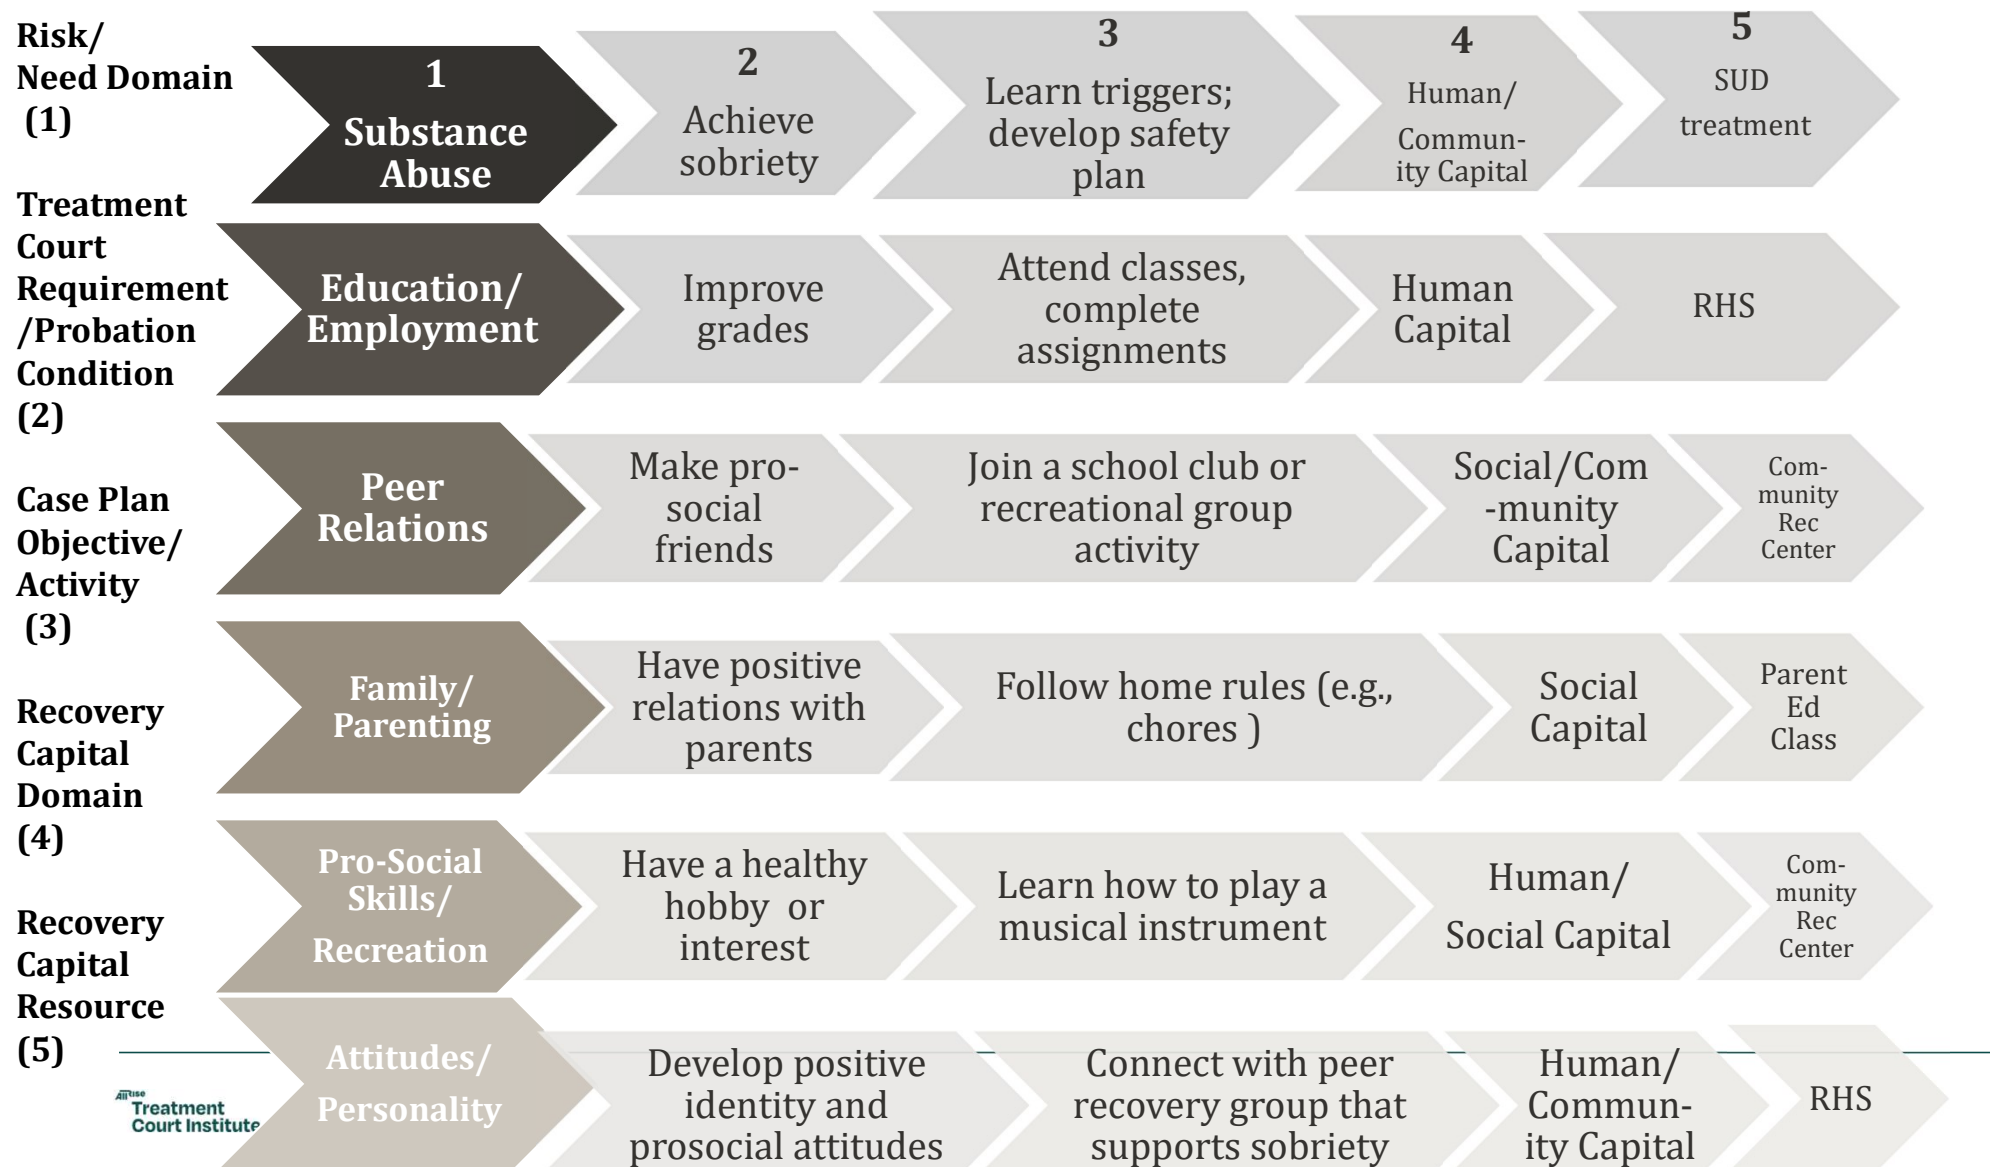 Risk/
Need Domain
(1)
Treatment
Court
Requirement
/Probation
Condition
(2)
Case Plan
Objective/
Activity
(3)
Recovery
Capital
Domain
(4)
Recovery
Capital
Resource
(5)
1
Substance
Abuse
2
Achieve
sobriety
3
Learn triggers;
develop safety
plan
4
Human/
Commun-
ity Capital
5
SUD
treatment
Education/
Employment
Improve
grades
Attend classes,
complete
assignments
Human
Capital
RHS
Peer
Relations
Make pro-
social
friends
Join a school club or
recreational group
activity
Social/Com
-munity
Capital
Com-
munity
Rec
Center
Family/
Parenting
Have positive
relations with
parents
Follow home rules (e.g.,
chores )
Social
Capital
Parent
Ed
Class
Pro-Social
Skills/
Recreation
Have a healthy
hobby or
interest
Learn how to play a
musical instrument
Human/
Social Capital
Com-
munity
Rec
Center
Attitudes/
Personality
Develop positive
identity and
prosocial attitudes
Connect with peer
recovery group that
supports sobriety
Human/
Commun-
ity Capital
RHS
All Rise
Treatment
Court Institute